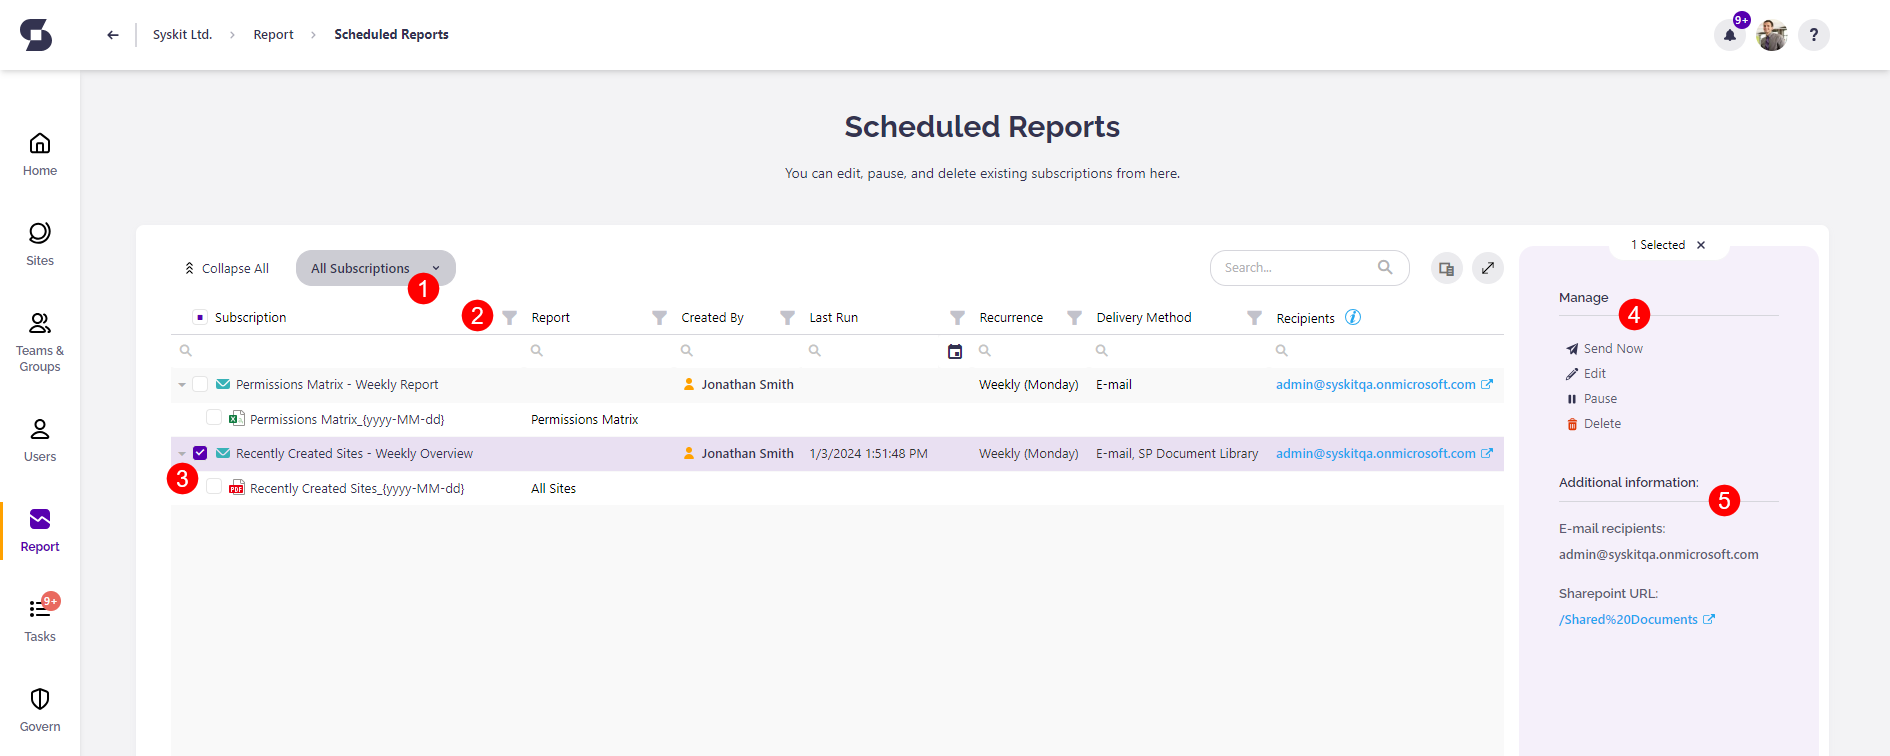 Syskit Ltd. > Report > Scheduled Reports
9+
?
Home
Sites
Teams &
Groups
Users
Report
9+
Tasks
Govern
Scheduled Reports
You can edit, pause, and delete existing subscriptions from here.
Collapse All
All Subscriptions
1
Search...
Subscription
2
Report
Created By
Last Run
Recurrence
Delivery Method
Recipients i
Permissions Matrix - Weekly Report
Jonathan Smith
Weekly (Monday)
E-mail
admin@syskitqa.onmicrosoft.com
Permissions Matrix_{yyyy-MM-dd}
Permissions Matrix
Recently Created Sites - Weekly Overview
Jonathan Smith
1/3/2024 1:51:48 PM
Weekly (Monday)
E-mail, SP Document Library
admin@syskitqa.onmicrosoft.com
3
PDF
Recently Created Sites_{yyyy-MM-dd}
All Sites
1 Selected
Manage
4
Send Now
Edit
Pause
Delete
Additional information:
5
E-mail recipients:
admin@syskitqa.onmicrosoft.com
Sharepoint URL:
/Shared%20Documents